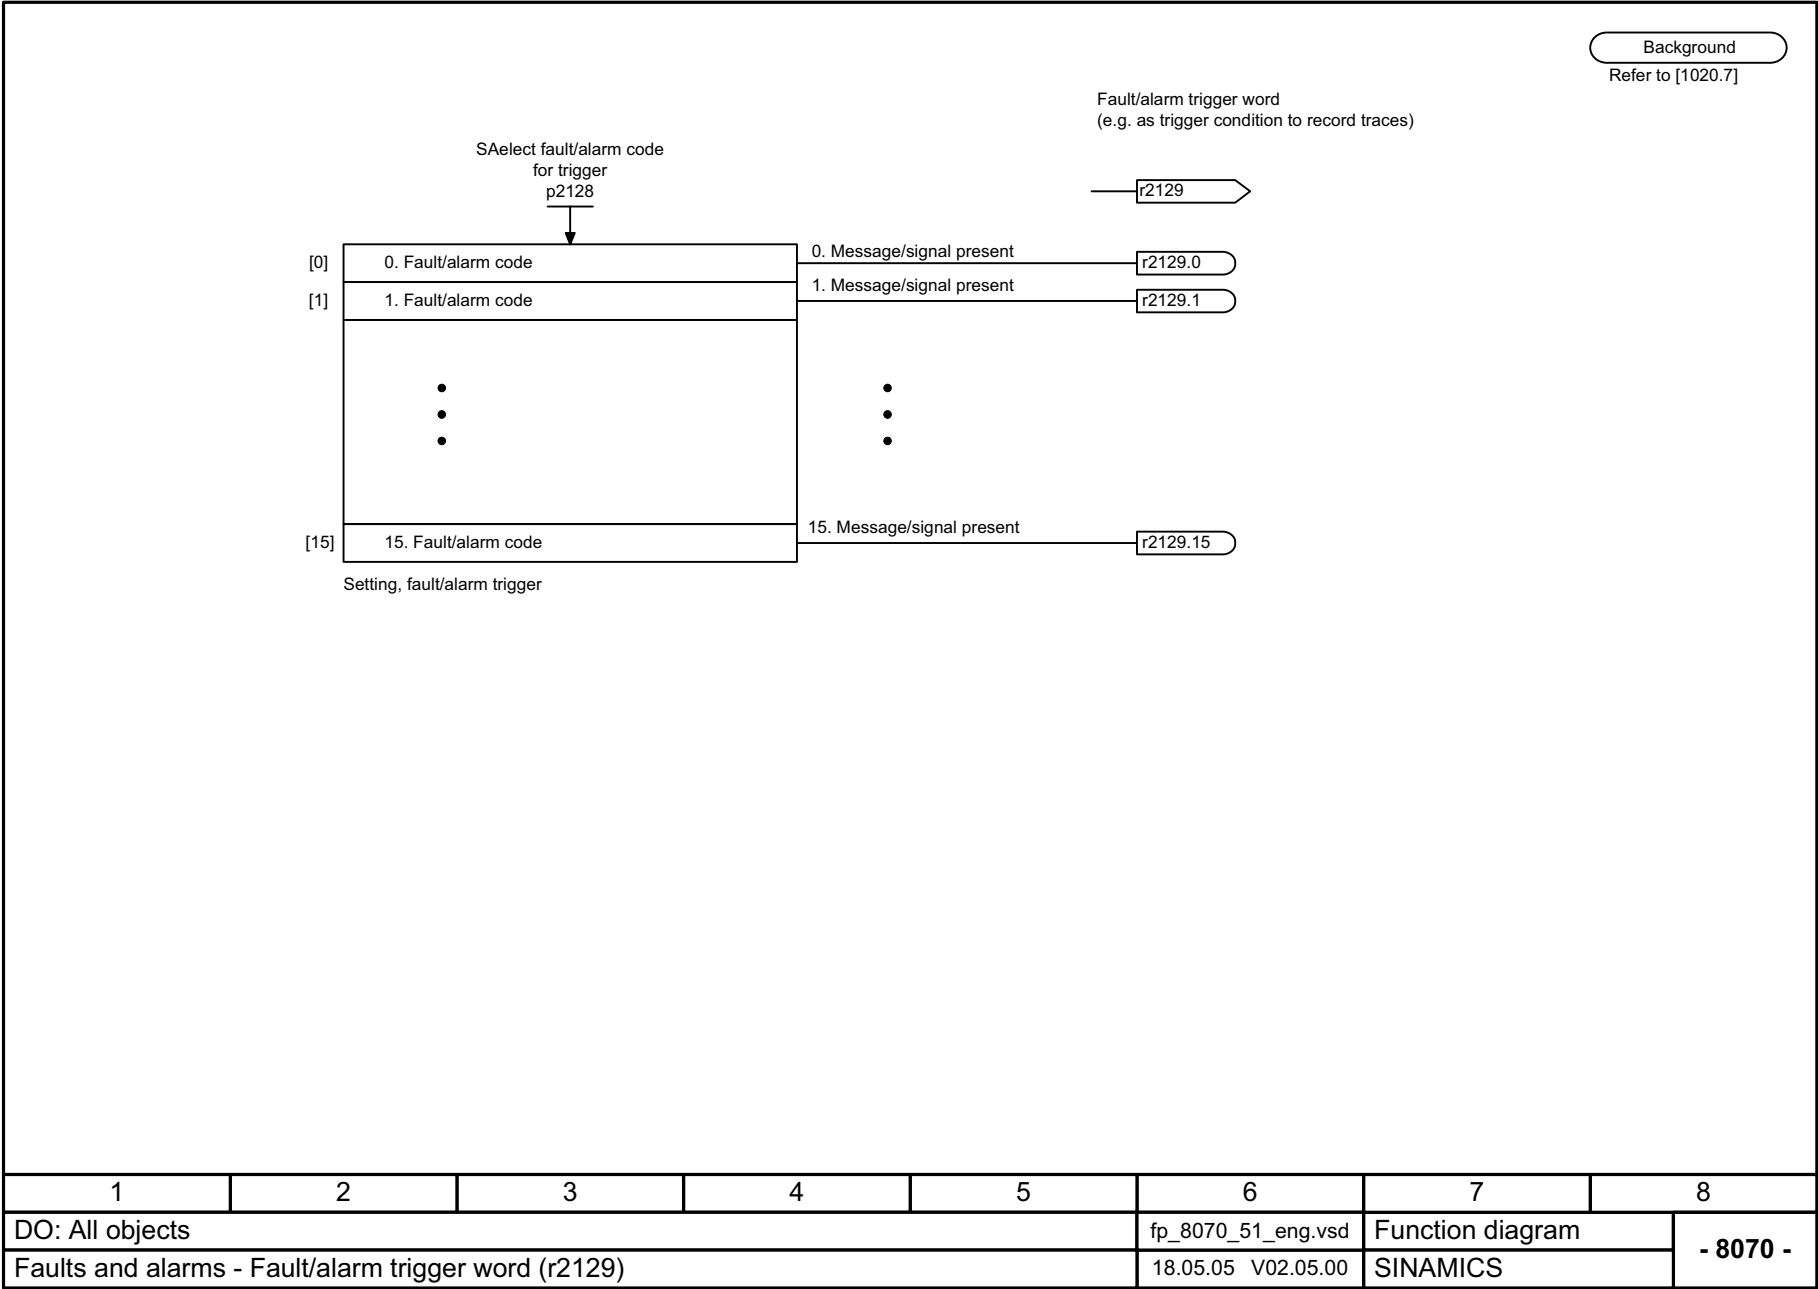 Background
Refer to [1020.7]
Fault/alarm trigger word
(e.g. as trigger condition to record traces)
SAelect fault/alarm code
for trigger
p2128
r2129
[0] 0. Fault/alarm code 0. Message/signal present r2129.0
[1] 1. Fault/alarm code 1. Message/signal present r2129.1
[15] 15. Fault/alarm code 15. Message/signal present r2129.15
Setting, fault/alarm trigger
1 2 3 4 5 6 7 8
DO: All objects fp_8070_51_eng.vsd Function diagram - 8070 -
Faults and alarms - Fault/alarm trigger word (r2129) 18.05.05 V02.05.00 SINAMICS